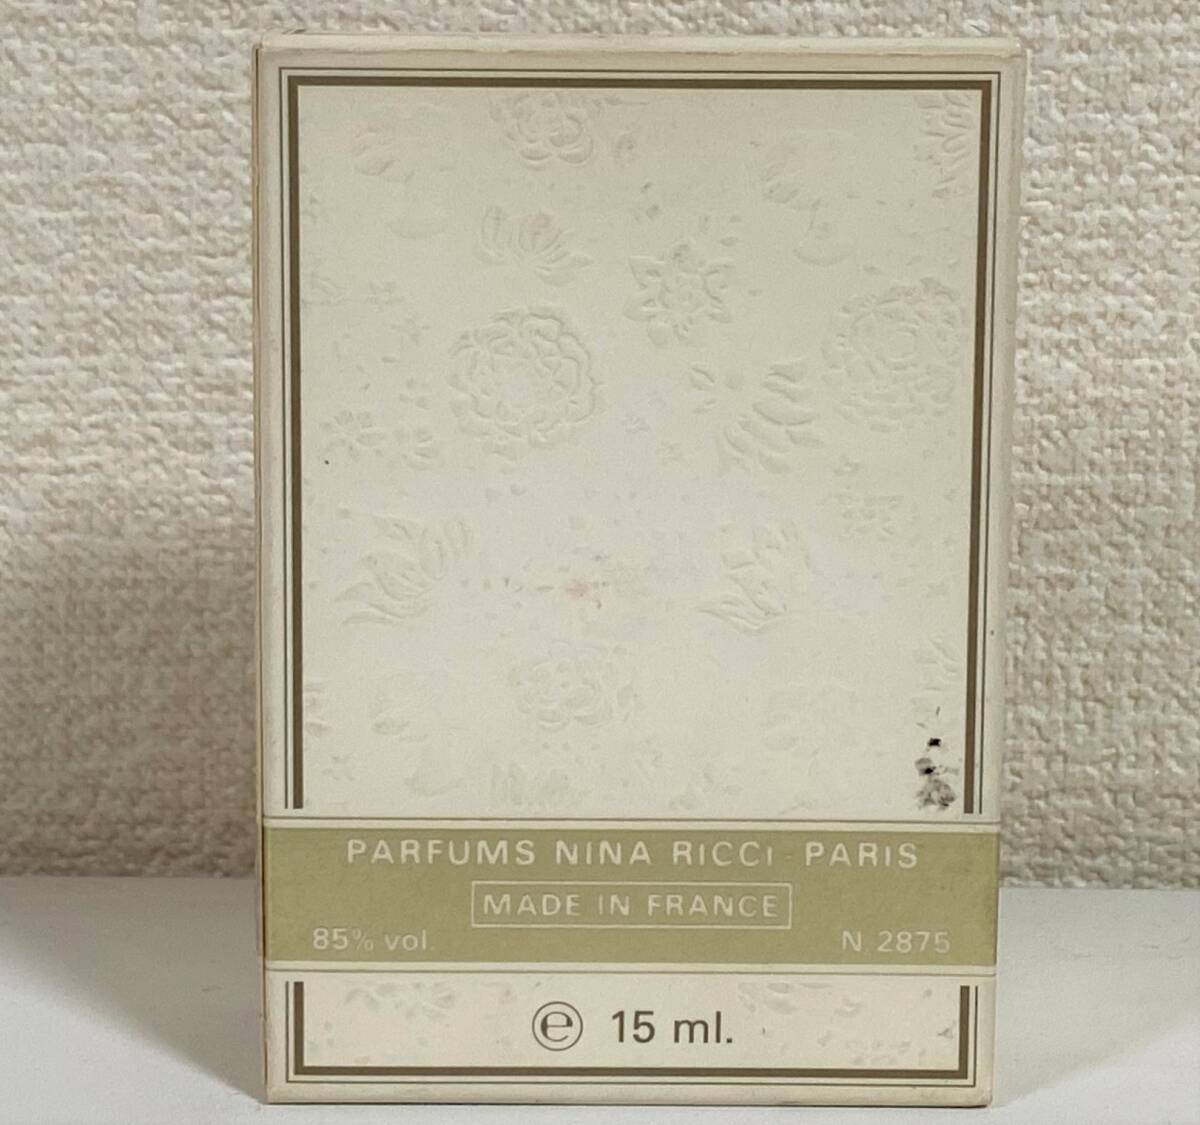 PARFUMS NINA RICCI - PARIS
MADE IN FRANCE
85% vol.
N. 2875
℮ 15 ml.